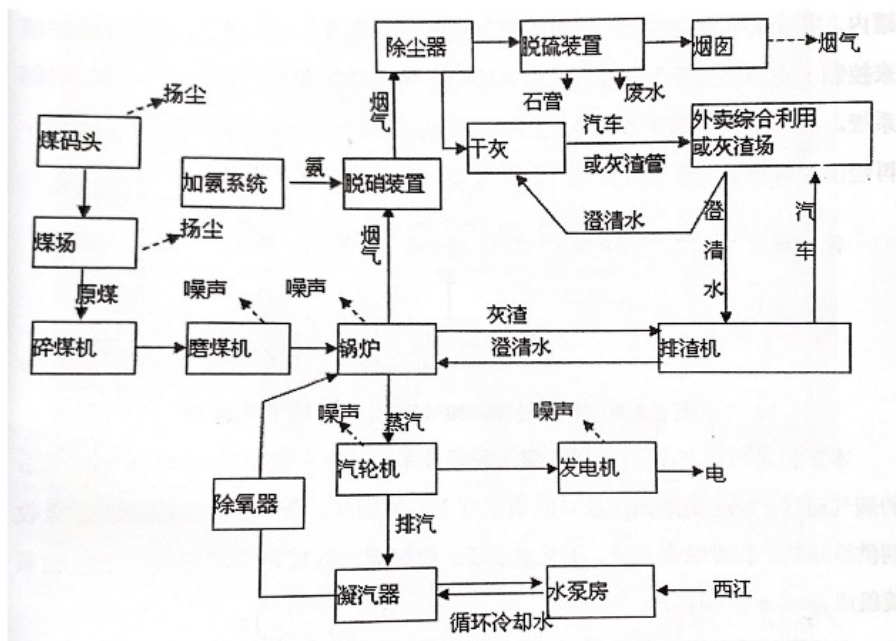 除尘器
脱硫装置
烟囱
烟气
扬尘
石膏
废水
烟气
煤码头
干灰
汽车
或灰渣管
外卖综合利用
或灰渣场
加氨系统
氨
脱硝装置
澄清水
澄清水
汽车
煤场
扬尘
烟气
原煤
噪声
噪声
碎煤机
磨煤机
锅炉
灰渣
澄清水
排渣机
噪声
蒸汽
噪声
汽轮机
发电机
电
除氧器
排汽
凝汽器
水泵房
西江
循环冷却水